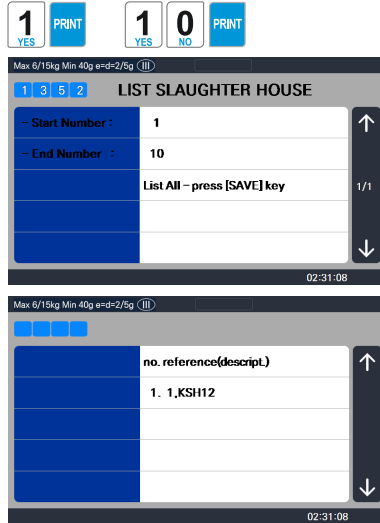 1 PRINT 1 0 PRINT
YES YES NO
Max 6/15kg Min 40g e=d=2/5g III
1 3 5 2 LIST SLAUGHTER HOUSE
- Start Number : 1
- End Number : 10
List All - press [SAVE] key
1/1
02:31:08
Max 6/15kg Min 40g e=d=2/5g III
no. reference(descript.)
1. 1,KSH12
02:31:08